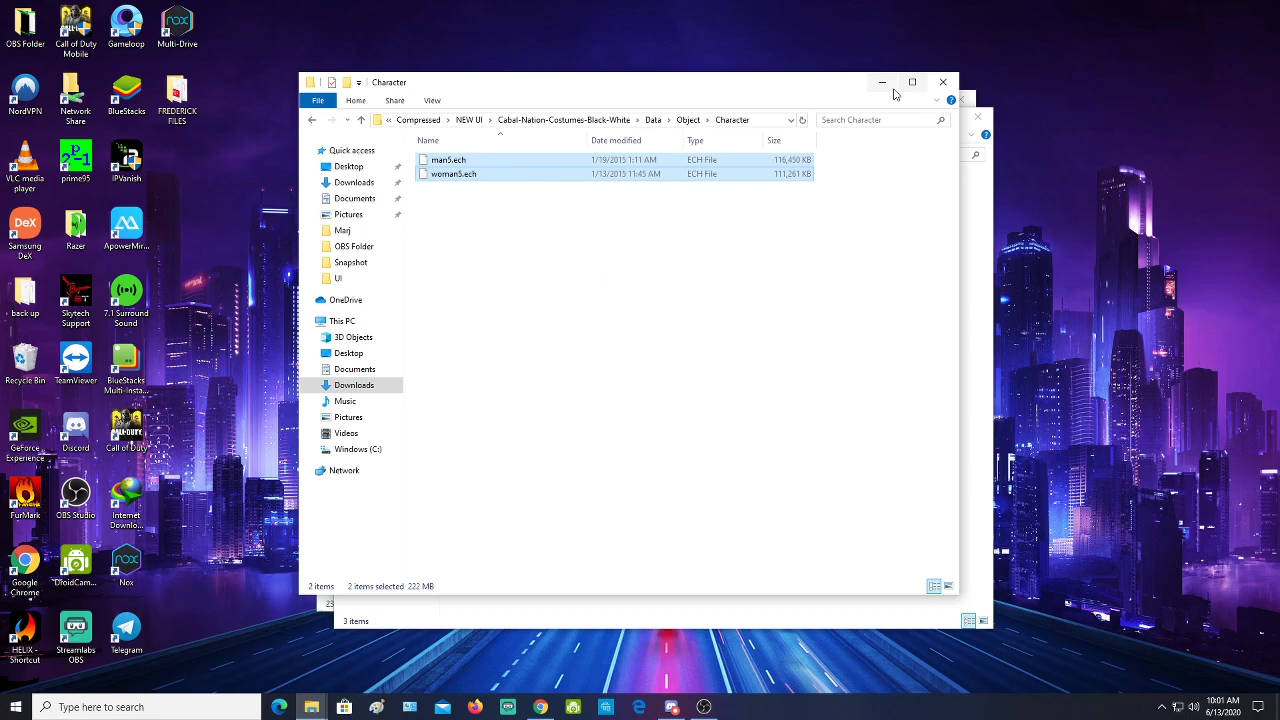 OBS Folder
Call of Duty
Mobile
Gameloop
Multi-Drive
NordVPN
Network
Share
BlueStacks
FREDERICK
FILES
VLC media
player
prime95
iPVanish
Samsung
DeX
Razer
ApowerMir...
backup
Skytech
Support
7.1 Surround
Sound
Recycle Bin
TeamViewer
BlueStacks
Multi-Insta...
GeForce
Experience
Discord
Call of Duty
FurMark
OBS Studio
Internet
Downlo...
Google
Chrome
DroidCam...
Nox
HELIX -
Shortcut
Streamlabs
OBS
Telegram
Character
File
Home
Share
View
« Compressed > NEW UI > Cabal-Nation-Costumes-Black-White > Data > Object > Character
Search Character
Name
Date modified
Type
Size
man5.ech 1/19/2015 1:11 AM ECH File 116,450 KB
woman5.ech 1/13/2015 11:45 AM ECH File 111,261 KB
Quick access
Desktop
Downloads
Documents
Pictures
Marj
OBS Folder
Snapshot
UI
OneDrive
This PC
3D Objects
Desktop
Documents
Downloads
Music
Pictures
Videos
Windows (C:)
Network
2 items 2 items selected 222 MB
23
3 items
Type here to search
10:01 AM
6/13/2020